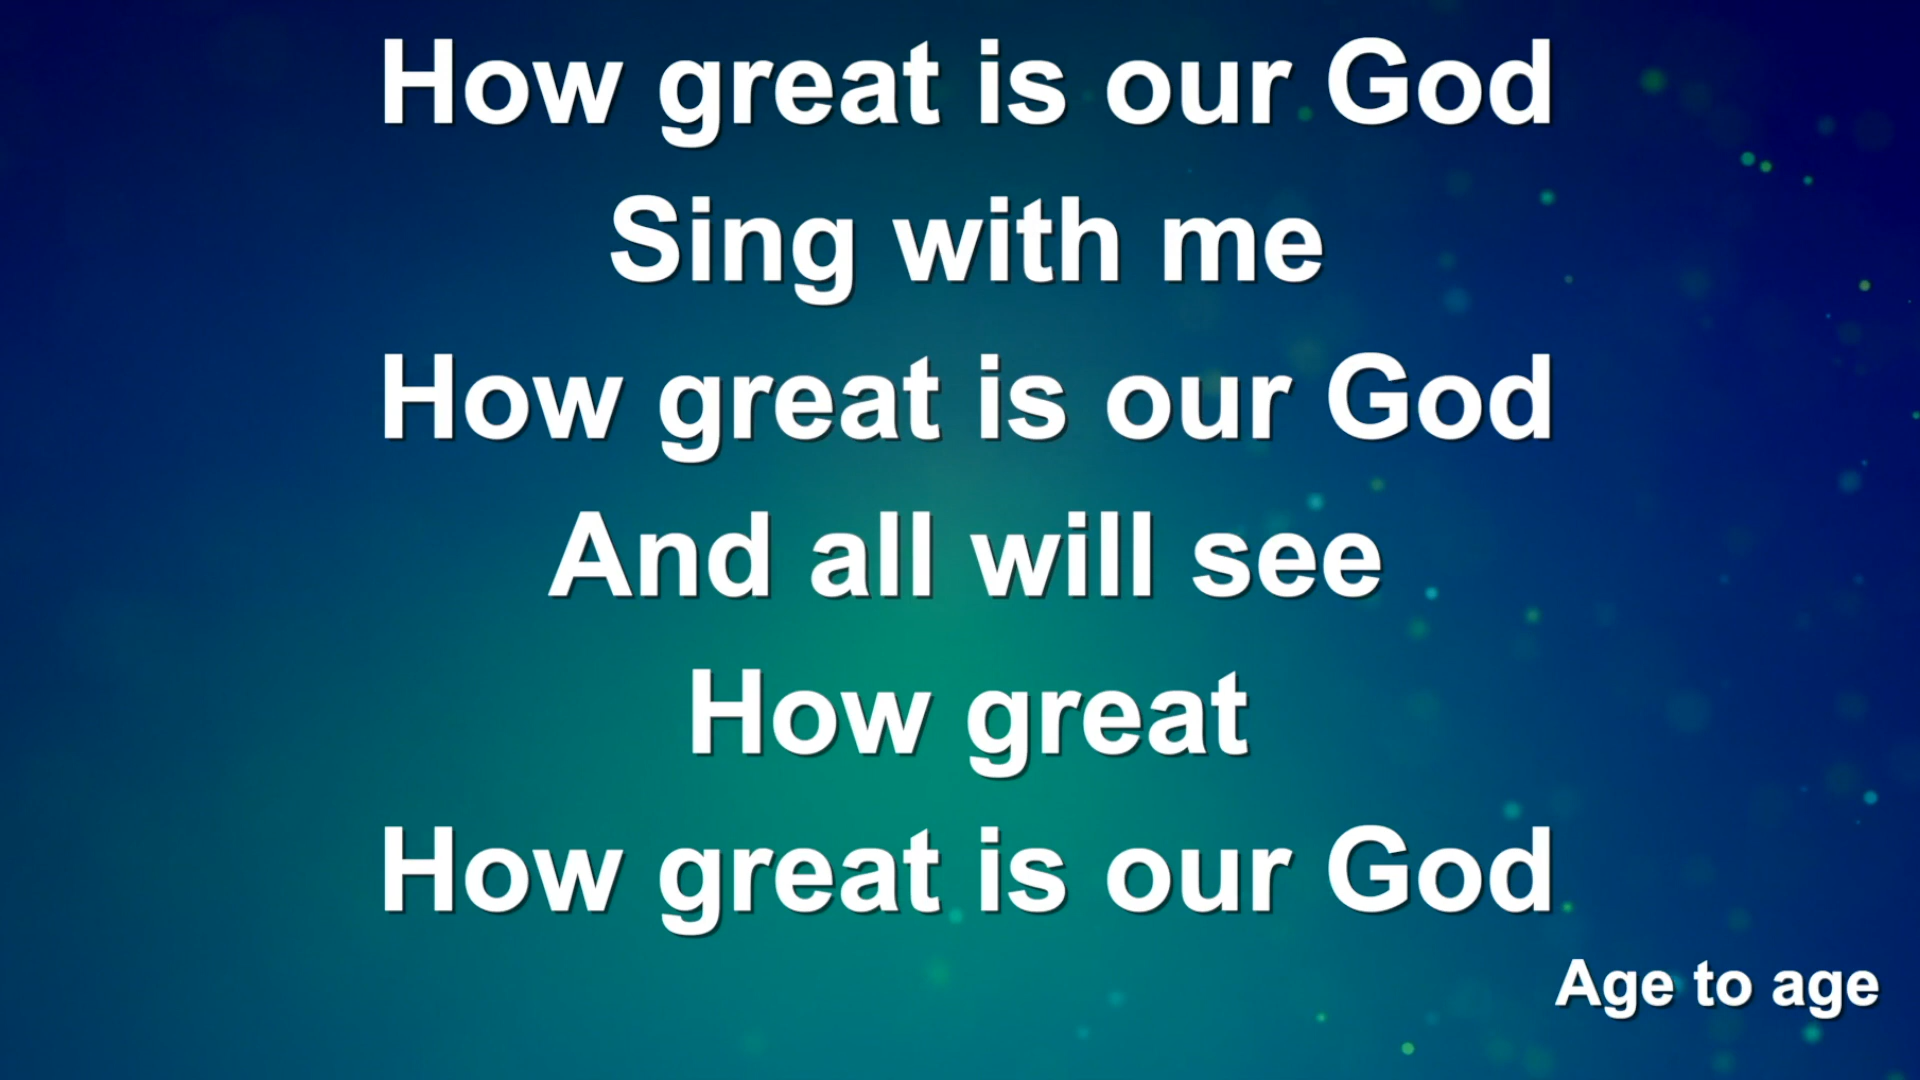 How great is our God
Sing with me
How great is our God
And all will see
How great
How great is our God
Age to age